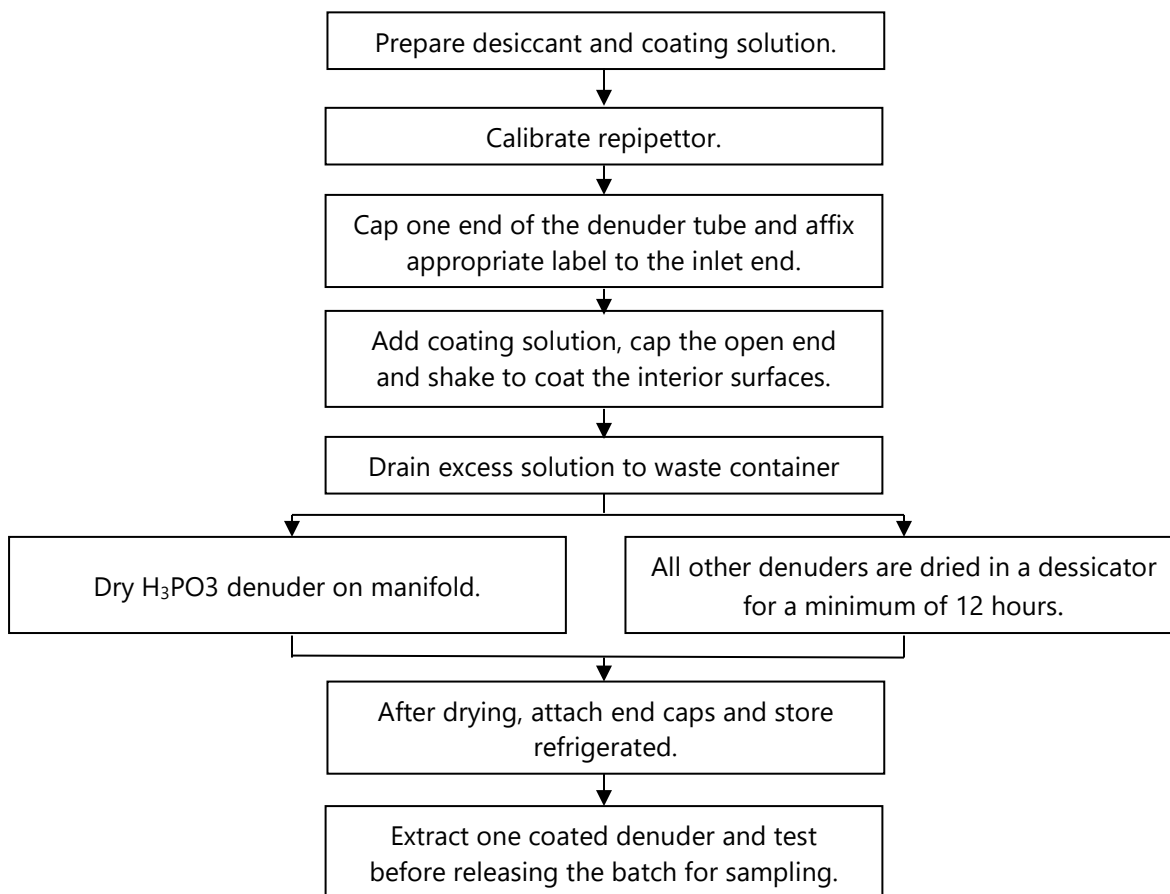 Prepare desiccant and coating solution.
Calibrate repipettor.
Cap one end of the denuder tube and affix
appropriate label to the inlet end.
Add coating solution, cap the open end
and shake to coat the interior surfaces.
Drain excess solution to waste container
Dry H₃PO3 denuder on manifold.
All other denuders are dried in a dessicator
for a minimum of 12 hours.
After drying, attach end caps and store
refrigerated.
Extract one coated denuder and test
before releasing the batch for sampling.